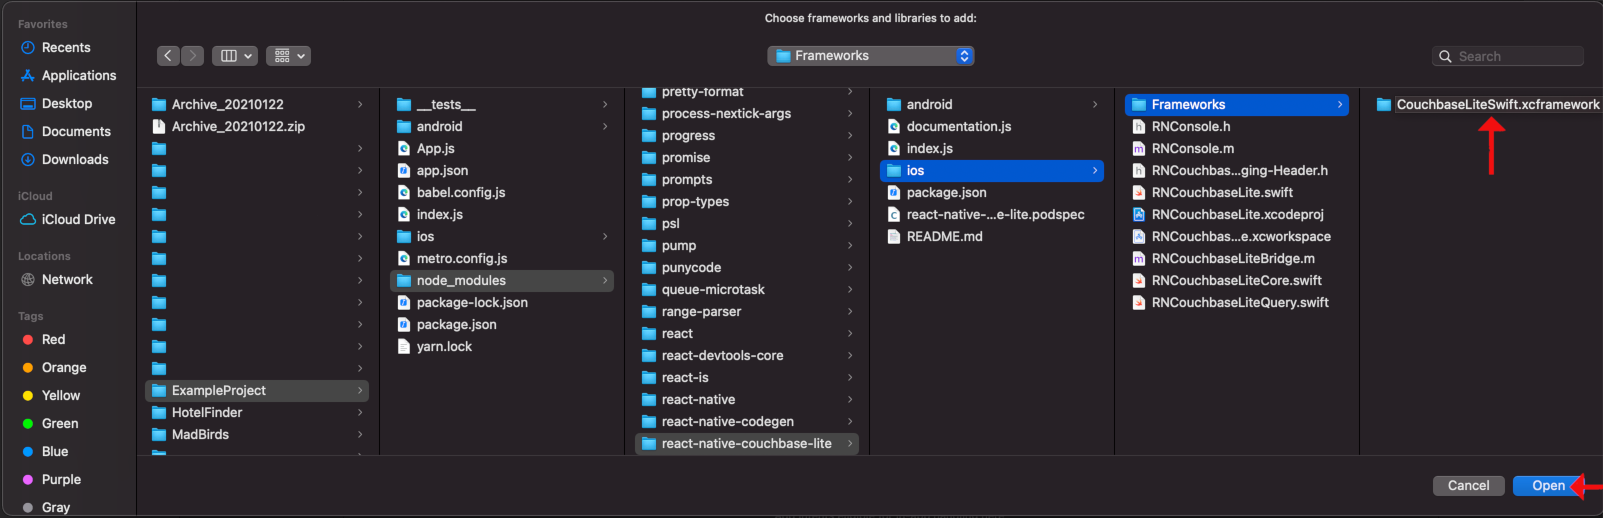 Choose frameworks and libraries to add:
Frameworks
Search
Favorites
Recents
Applications
Desktop
Documents
Downloads
iCloud
iCloud Drive
Locations
Network
Tags
Red
Orange
Yellow
Green
Blue
Purple
Gray
Archive_20210122
Archive_20210122.zip
ExampleProject
HotelFinder
MadBirds
__tests__
android
App.js
app.json
babel.config.js
index.js
ios
metro.config.js
node_modules
package-lock.json
package.json
yarn.lock
pretty-format
process-nextick-args
progress
promise
prompts
prop-types
psl
pump
punycode
queue-microtask
range-parser
react
react-devtools-core
react-is
react-native
react-native-codegen
react-native-couchbase-lite
android
documentation.js
index.js
ios
package.json
react-native-...e-lite.podspec
README.md
Frameworks
RNConsole.h
RNConsole.m
RNCouchbas...ging-Header.h
RNCouchbaseLite.swift
RNCouchbaseLite.xcodeproj
RNCouchbas...e.xcworkspace
RNCouchbaseLiteBridge.m
RNCouchbaseLiteCore.swift
RNCouchbaseLiteQuery.swift
CouchbaseLiteSwift.xcframework
Cancel
Open